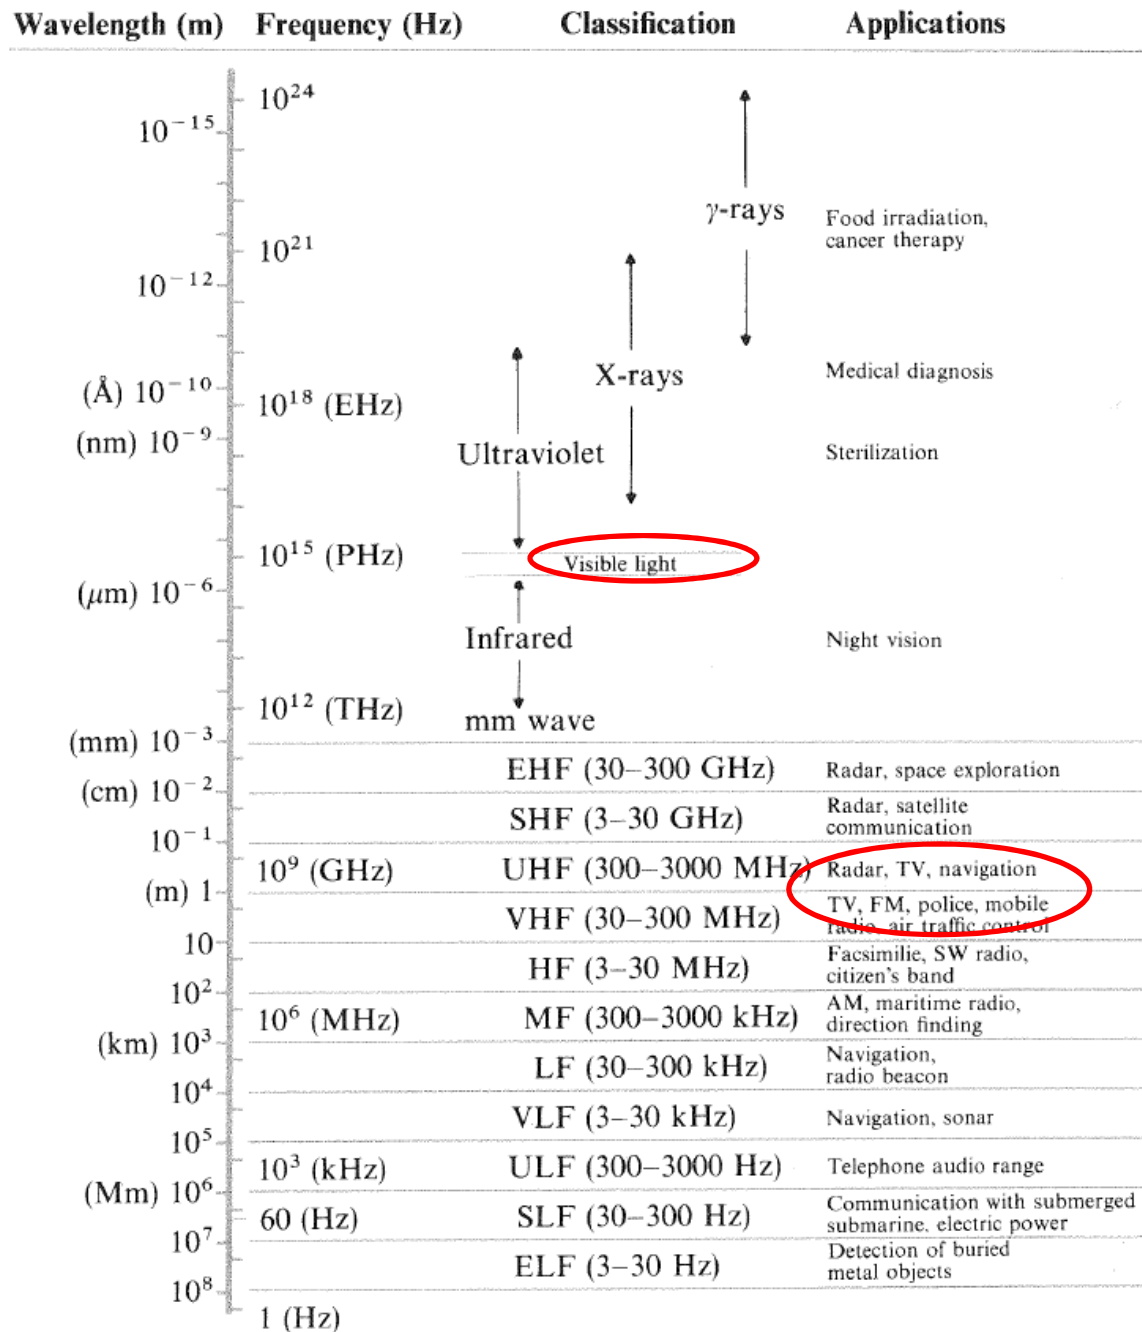 Wavelength (m) Frequency (Hz) Classification Applications
10²⁴
10⁻¹⁵
γ-rays Food irradiation,
cancer therapy
10²¹
10⁻¹²
X-rays Medical diagnosis
(Å) 10⁻¹⁰
10¹⁸ (EHz)
(nm) 10⁻⁹
Ultraviolet Sterilization
10¹⁵ (PHz) Visible light
(μm) 10⁻⁶
Infrared Night vision
10¹² (THz) mm wave
(mm) 10⁻³
EHF (30–300 GHz) Radar, space exploration
(cm) 10⁻²
SHF (3–30 GHz) Radar, satellite
communication
10⁻¹
10⁹ (GHz) UHF (300–3000 MHz) Radar, TV, navigation
(m) 1
VHF (30–300 MHz) TV, FM, police, mobile
radio, air traffic control
10
HF (3–30 MHz) Facsimilie, SW radio,
citizen's band
10²
10⁶ (MHz) MF (300–3000 kHz) AM, maritime radio,
direction finding
(km) 10³
LF (30–300 kHz) Navigation,
radio beacon
10⁴
VLF (3–30 kHz) Navigation, sonar
10⁵
10³ (kHz) ULF (300–3000 Hz) Telephone audio range
(Mm) 10⁶
60 (Hz) SLF (30–300 Hz) Communication with submerged
submarine, electric power
10⁷
ELF (3–30 Hz) Detection of buried
metal objects
10⁸
1 (Hz)